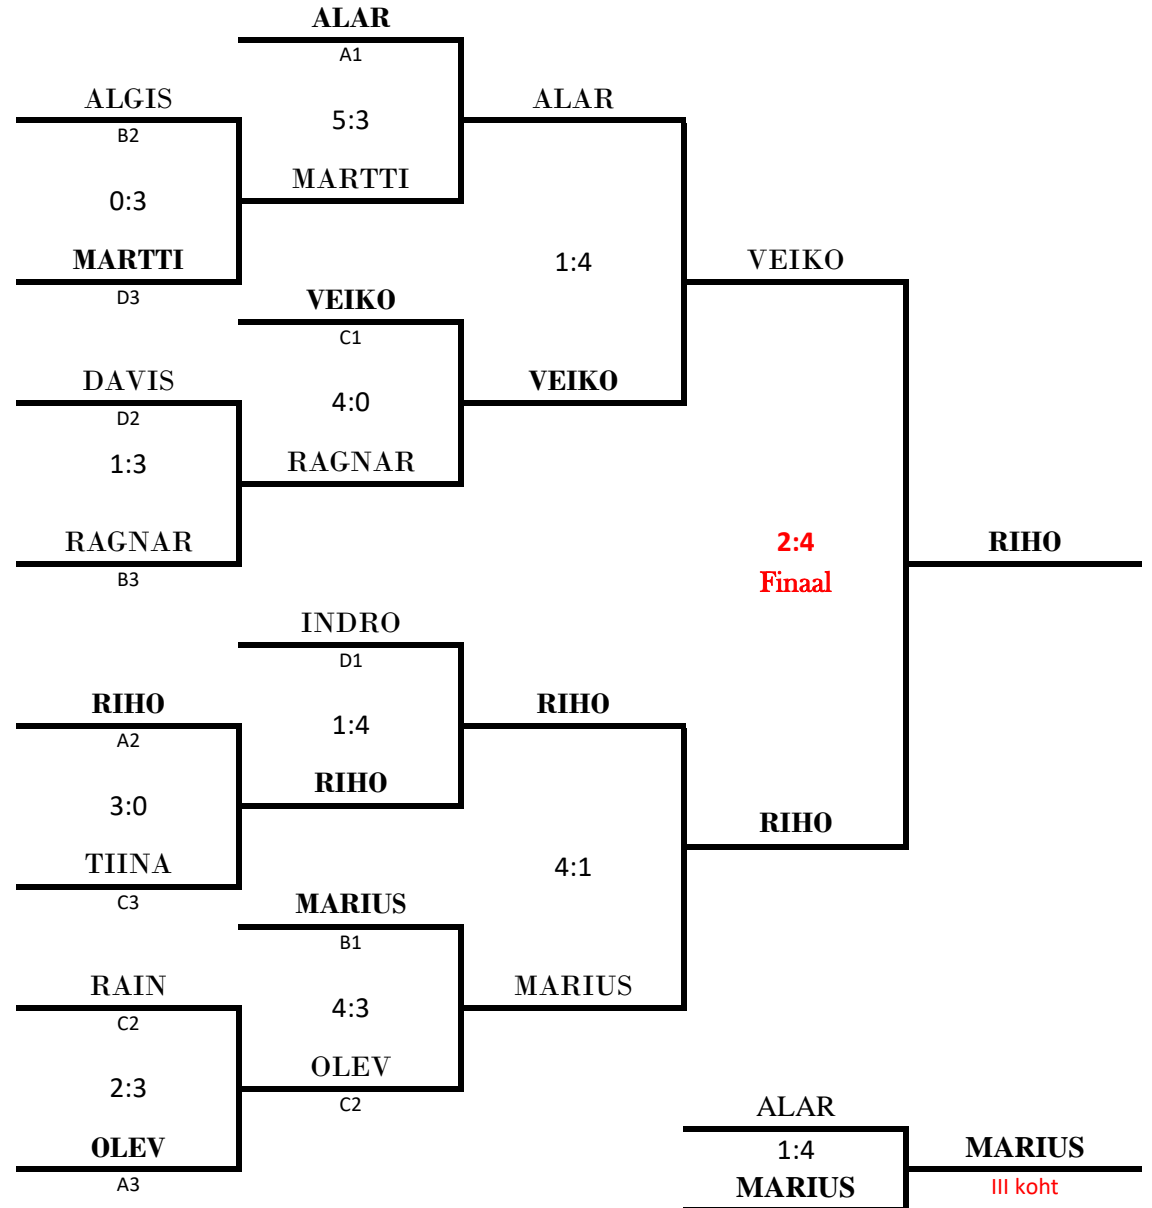 ALAR
A1
ALGIS
ALAR
B2
5:3
MARTTI
0:3
MARTTI
1:4
VEIKO
D3
VEIKO
C1
DAVIS
VEIKO
D2
4:0
1:3
RAGNAR
RAGNAR
2:4
RIHO
B3
Finaal
INDRO
D1
RIHO
RIHO
A2
1:4
RIHO
3:0
RIHO
TIINA
4:1
C3
MARIUS
B1
RAIN
MARIUS
C2
4:3
OLEV
2:3
C2
ALAR
OLEV
1:4
MARIUS
A3
MARIUS
III koht